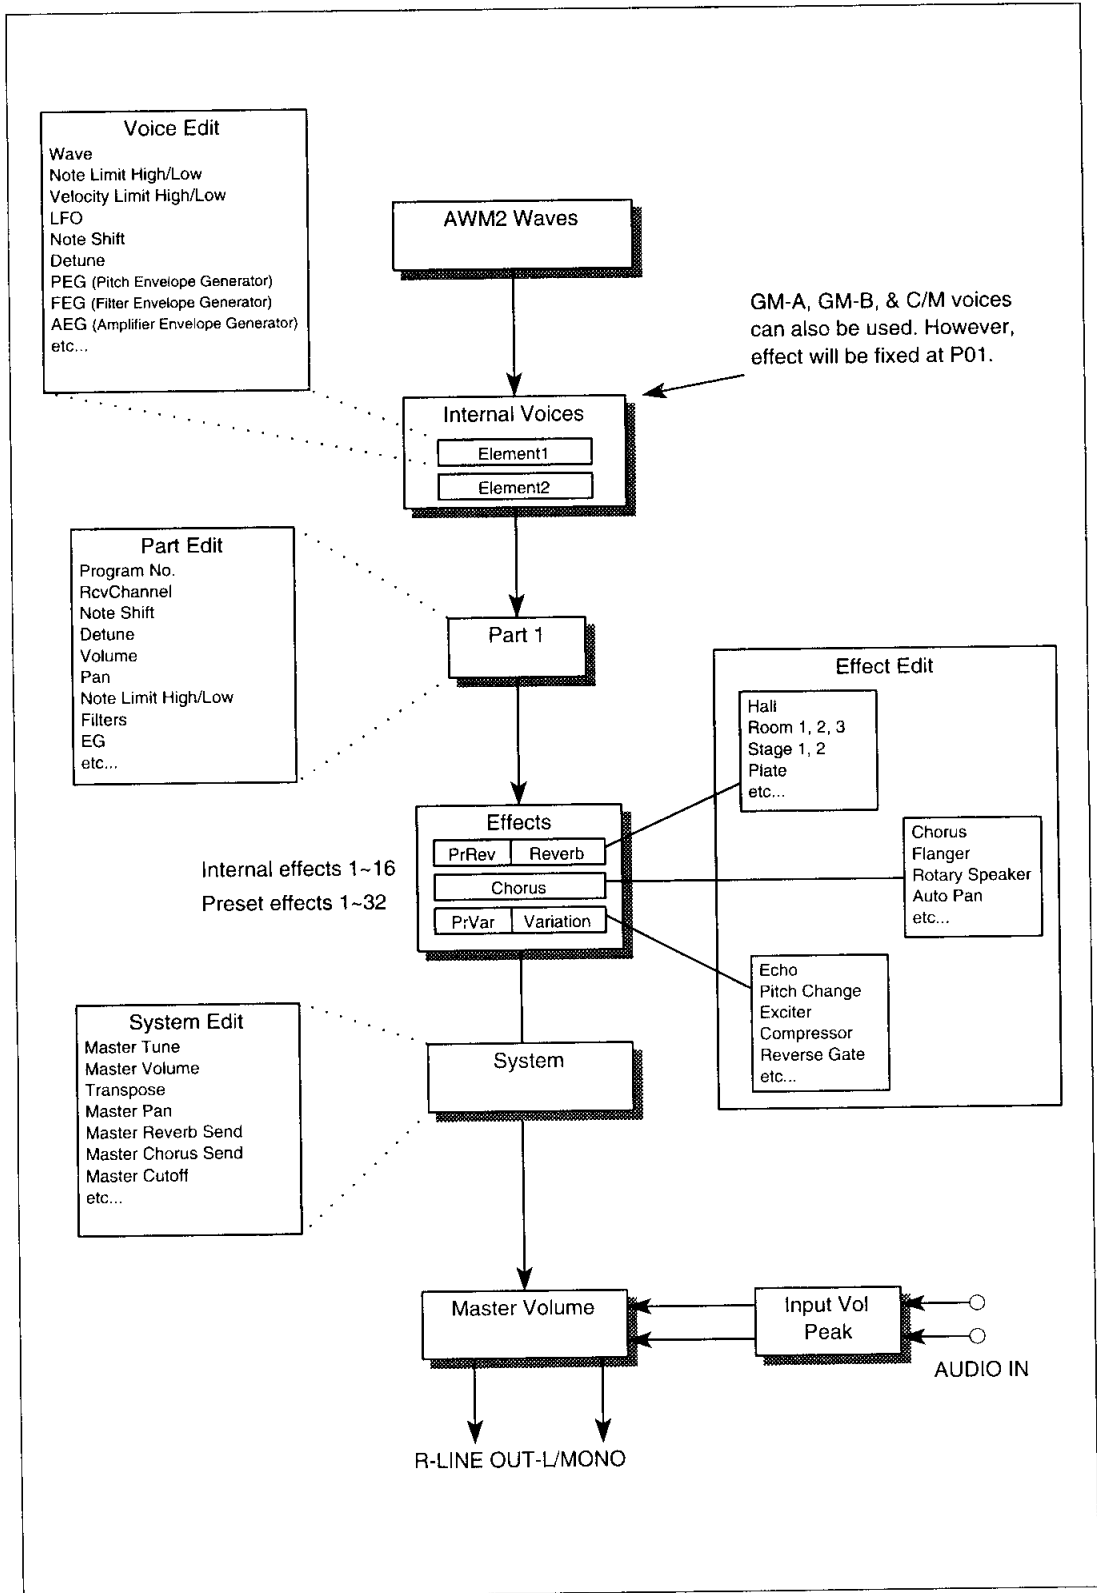 Voice Edit
Wave
Note Limit High/Low
Velocity Limit High/Low
LFO
Note Shift
Detune
PEG (Pitch Envelope Generator)
FEG (Filter Envelope Generator)
AEG (Amplifier Envelope Generator)
etc...
AWM2 Waves
GM-A, GM-B, & C/M voices
can also be used. However,
effect will be fixed at P01.
Internal Voices
Element1
Element2
Part Edit
Program No.
RcvChannel
Note Shift
Detune
Volume
Pan
Note Limit High/Low
Filters
EG
etc...
Part 1
Effect Edit
Hall
Room 1, 2, 3
Stage 1, 2
Plate
etc...
Effects
PrRev Reverb
Chorus
PrVar Variation
Internal effects 1~16
Preset effects 1~32
Chorus
Flanger
Rotary Speaker
Auto Pan
etc...
Echo
Pitch Change
Exciter
Compressor
Reverse Gate
etc...
System Edit
Master Tune
Master Volume
Transpose
Master Pan
Master Reverb Send
Master Chorus Send
Master Cutoff
etc...
System
Master Volume
Input Vol
Peak
AUDIO IN
R-LINE OUT-L/MONO